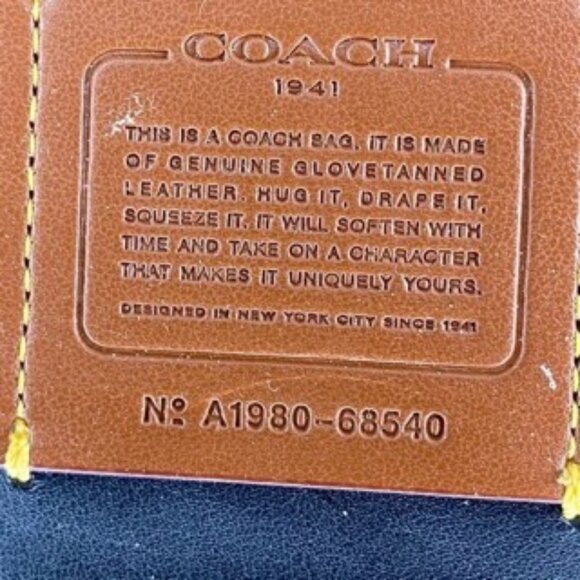 COACH
1941
THIS IS A COACH BAG. IT IS MADE
OF GENUINE GLOVETANNED
LEATHER. HUG IT, DRAPE IT,
SQUEEZE IT. IT WILL SOFTEN WITH
TIME AND TAKE ON A CHARACTER
THAT MAKES IT UNIQUELY YOURS.
DESIGNED IN NEW YORK CITY SINCE 1941
Nº A1980-68540